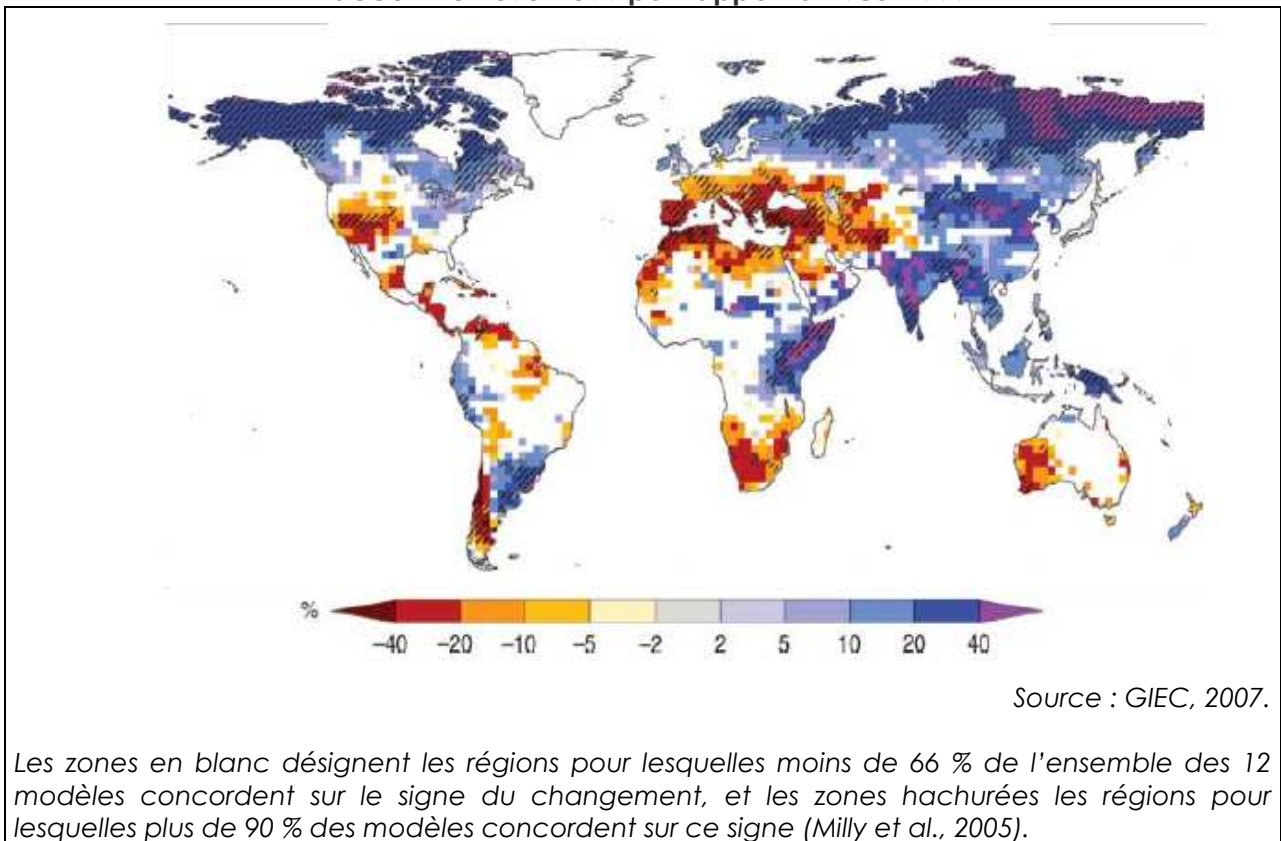 %
−40 −20 −10 −5 −2 2 5 10 20 40
Source : GIEC, 2007.
Les zones en blanc désignent les régions pour lesquelles moins de 66 % de l’ensemble des 12
modèles concordent sur le signe du changement, et les zones hachurées les régions pour
lesquelles plus de 90 % des modèles concordent sur ce signe (Milly et al., 2005).